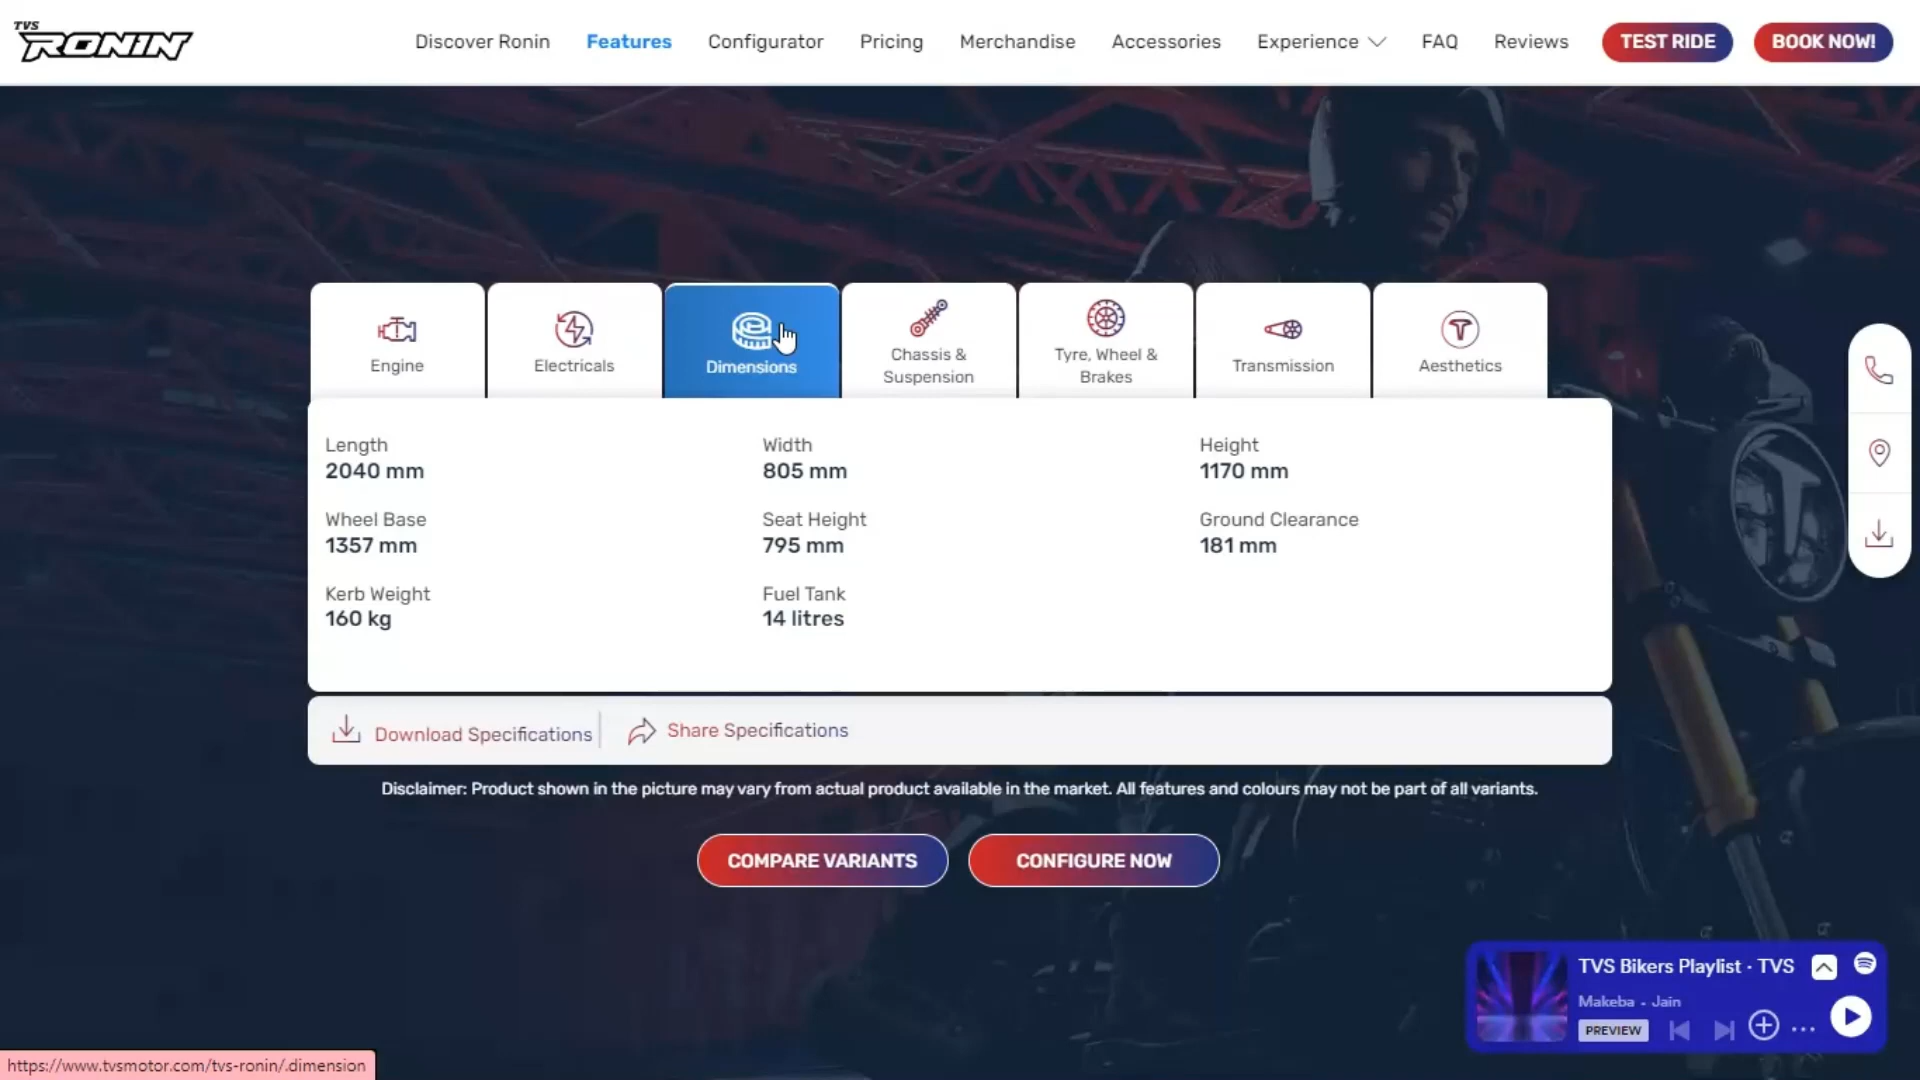 TVS
RONIN
Discover Ronin
Features
Configurator
Pricing
Merchandise
Accessories
Experience
FAQ
Reviews
TEST RIDE
BOOK NOW!
Engine
Electricals
Dimensions
Chassis &
Suspension
Tyre, Wheel &
Brakes
Transmission
Aesthetics
Length
2040 mm
Width
805 mm
Height
1170 mm
Wheel Base
1357 mm
Seat Height
795 mm
Ground Clearance
181 mm
Kerb Weight
160 kg
Fuel Tank
14 litres
Download Specifications
Share Specifications
Disclaimer: Product shown in the picture may vary from actual product available in the market. All features and colours may not be part of all variants.
COMPARE VARIANTS
CONFIGURE NOW
TVS Bikers Playlist · TVS
Makeba - Jain
PREVIEW
https://www.tvsmotor.com/tvs-ronin/.dimension